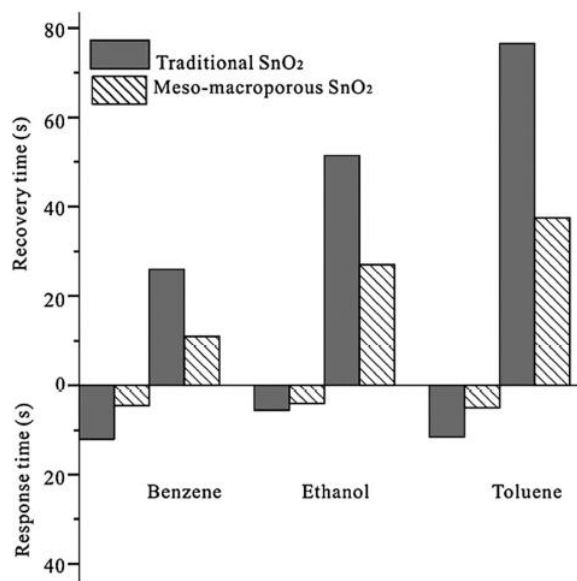 80
60
40
20
0
20
40
Recovery time (s)
Response time (s)
Traditional SnO₂
Meso-macroporous SnO₂
Benzene
Ethanol
Toluene